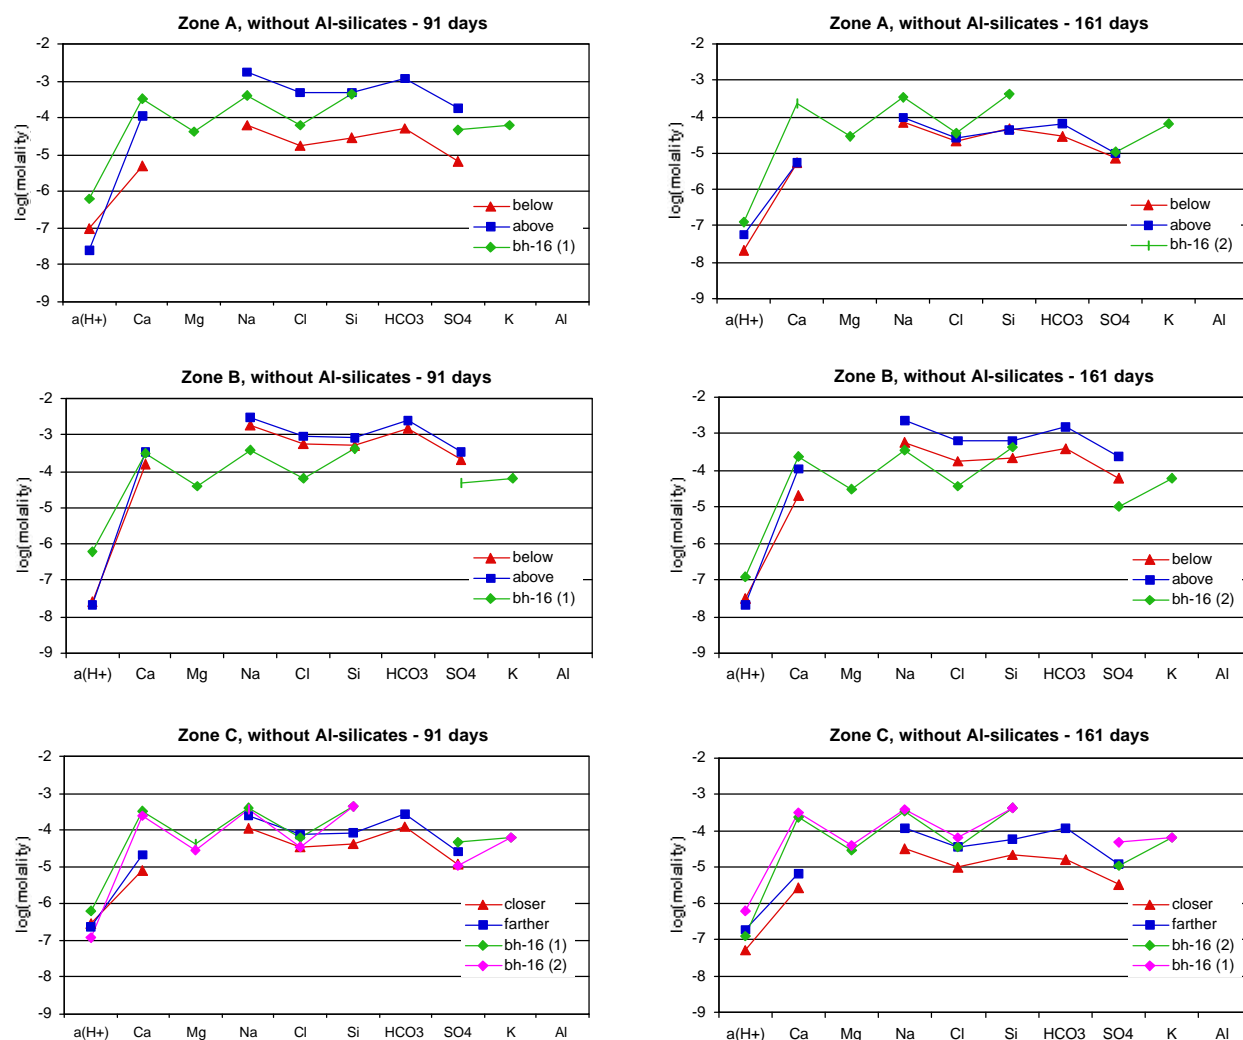 Zone A, without Al-silicates - 91 days
-2
-3
-4
-5
-6
-7
-8
-9
log(molality)
below
above
bh-16 (1)
a(H+) Ca Mg Na Cl Si HCO3 SO4 K Al
Zone A, without Al-silicates - 161 days
-2
-3
-4
-5
-6
-7
-8
-9
log(molality)
below
above
bh-16 (2)
a(H+) Ca Mg Na Cl Si HCO3 SO4 K Al
Zone B, without Al-silicates - 91 days
-2
-3
-4
-5
-6
-7
-8
-9
log(molality)
below
above
bh-16 (1)
a(H+) Ca Mg Na Cl Si HCO3 SO4 K Al
Zone B, without Al-silicates - 161 days
-2
-3
-4
-5
-6
-7
-8
-9
log(molality)
below
above
bh-16 (2)
a(H+) Ca Mg Na Cl Si HCO3 SO4 K Al
Zone C, without Al-silicates - 91 days
-2
-3
-4
-5
-6
-7
-8
-9
log(molality)
closer
farther
bh-16 (1)
bh-16 (2)
a(H+) Ca Mg Na Cl Si HCO3 SO4 K Al
Zone C, without Al-silicates - 161 days
-2
-3
-4
-5
-6
-7
-8
-9
log(molality)
closer
farther
bh-16 (2)
bh-16 (1)
a(H+) Ca Mg Na Cl Si HCO3 SO4 K Al